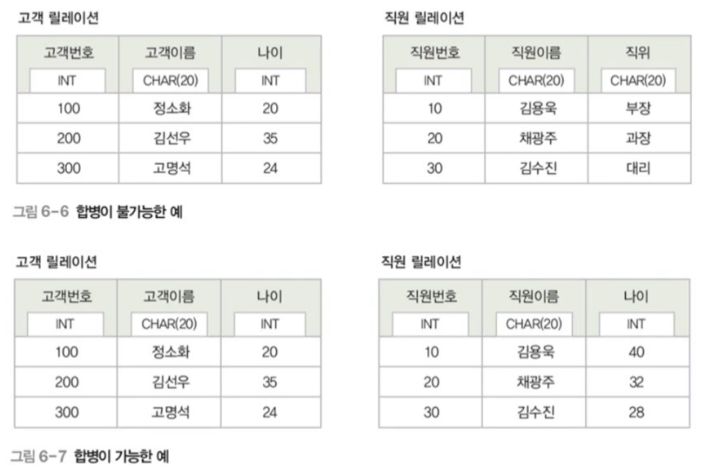 고객 릴레이션
고객번호 고객이름 나이
INT CHAR(20) INT
100 정소화 20
200 김선우 35
300 고명석 24
직원 릴레이션
직원번호 직원이름 직위
INT CHAR(20) CHAR(20)
10 김용욱 부장
20 채광주 과장
30 김수진 대리
그림 6-6 합병이 불가능한 예
고객 릴레이션
고객번호 고객이름 나이
INT CHAR(20) INT
100 정소화 20
200 김선우 35
300 고명석 24
직원 릴레이션
직원번호 직원이름 나이
INT CHAR(20) INT
10 김용욱 40
20 채광주 32
30 김수진 28
그림 6-7 합병이 가능한 예